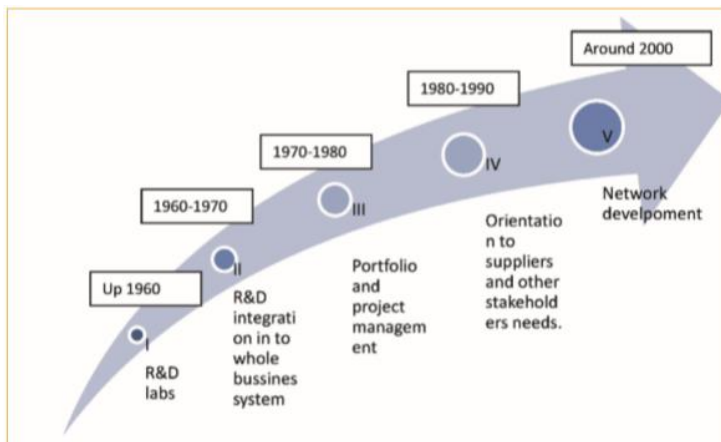 Around 2000
1980-1990
1970-1980
1960-1970
Up 1960
I
R&D
labs
II
R&D
integrati
on in to
whole
bussines
system
III
Portfolio
and
project
managem
ent
IV
Orientatio
n to
suppliers
and other
stakehold
ers needs.
V
Network
develpoment